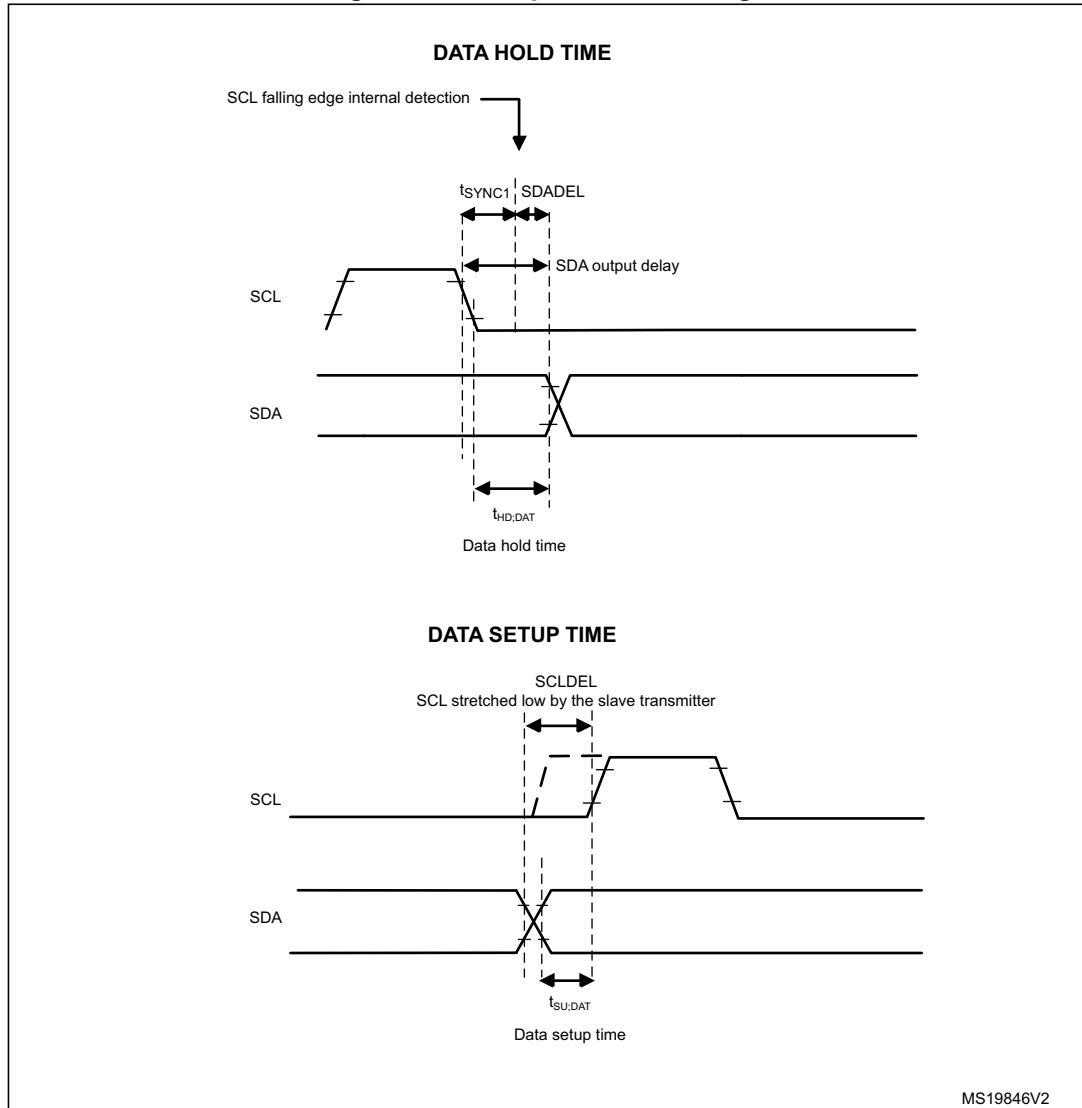 DATA HOLD TIME
SCL falling edge internal detection
tSYNC1 SDADEL
SDA output delay
SCL
SDA
tHD;DAT
Data hold time
DATA SETUP TIME
SCLDEL
SCL stretched low by the slave transmitter
SCL
SDA
tSU;DAT
Data setup time
MS19846V2